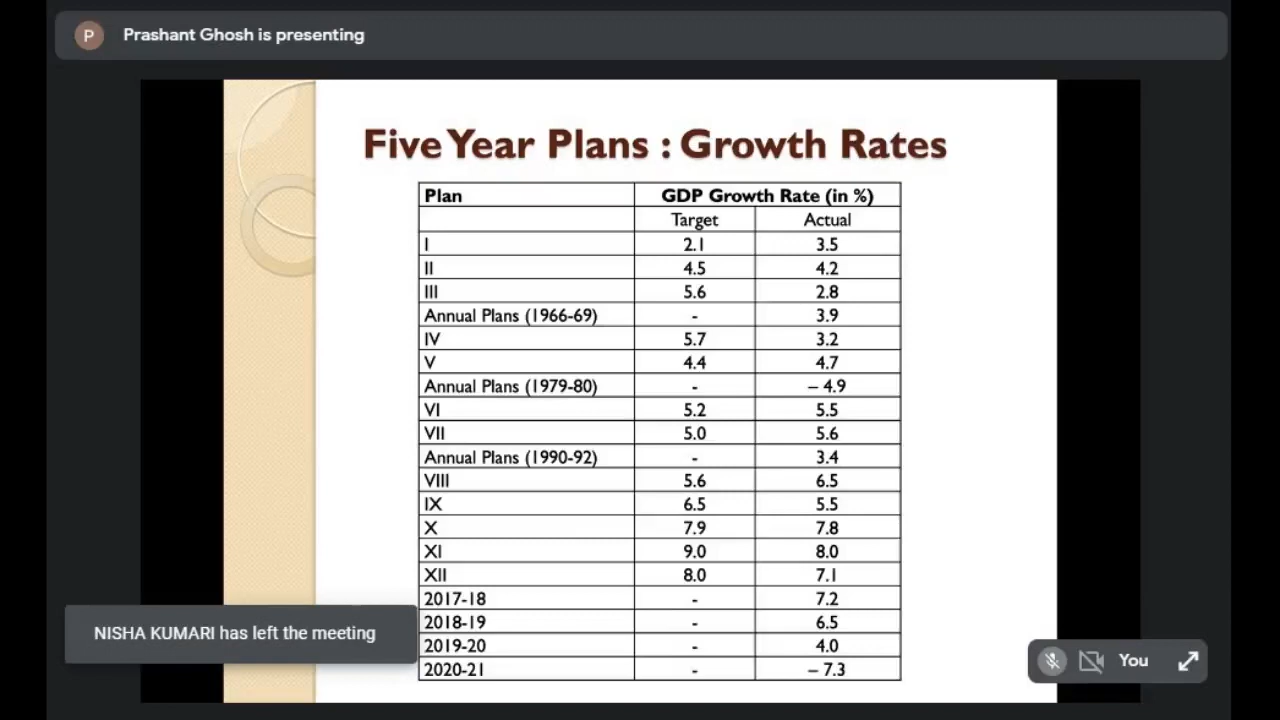 P
Prashant Ghosh is presenting
Five Year Plans : Growth Rates
Plan GDP Growth Rate (in %)
Target Actual
I 2.1 3.5
II 4.5 4.2
III 5.6 2.8
Annual Plans (1966-69) - 3.9
IV 5.7 3.2
V 4.4 4.7
Annual Plans (1979-80) - – 4.9
VI 5.2 5.5
VII 5.0 5.6
Annual Plans (1990-92) - 3.4
VIII 5.6 6.5
IX 6.5 5.5
X 7.9 7.8
XI 9.0 8.0
XII 8.0 7.1
2017-18 - 7.2
2018-19 - 6.5
2019-20 - 4.0
2020-21 - – 7.3
NISHA KUMARI has left the meeting
You